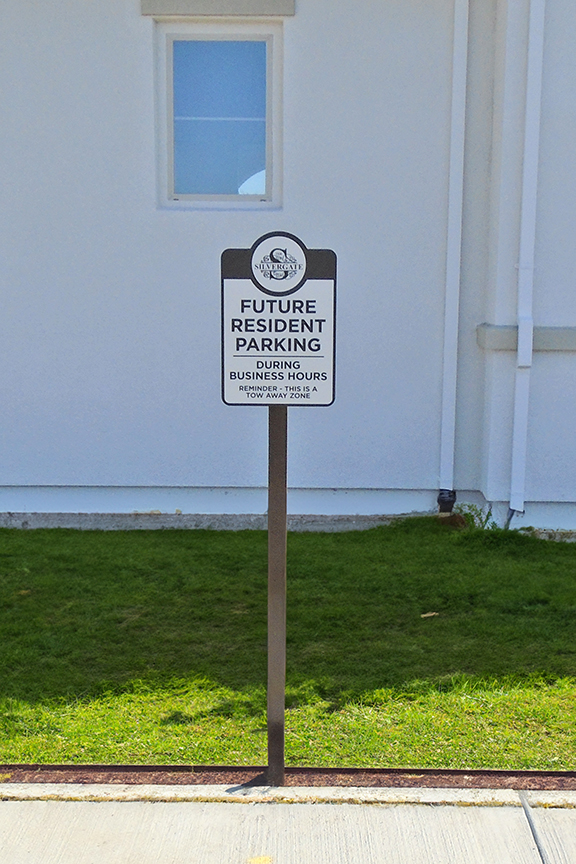 S
SILVERGATE
FUTURE
RESIDENT
PARKING
DURING
BUSINESS HOURS
REMINDER - THIS IS A
TOW AWAY ZONE